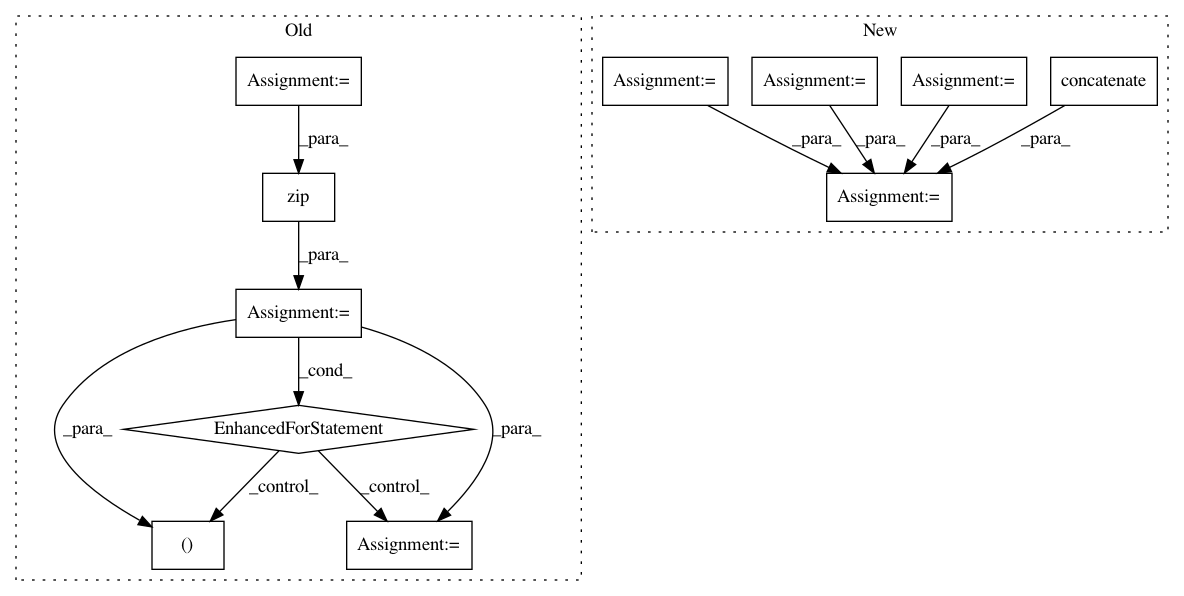 Old
New
Assignment:=
Assignment:=
Assignment:=
Assignment:=
concatenate
_para_
_para_
_para_
_para_
_para_
zip
Assignment:=
_para_
Assignment:=
_cond_
_para_
EnhancedForStatement
_para_
_control_
_control_
()
Assignment:=